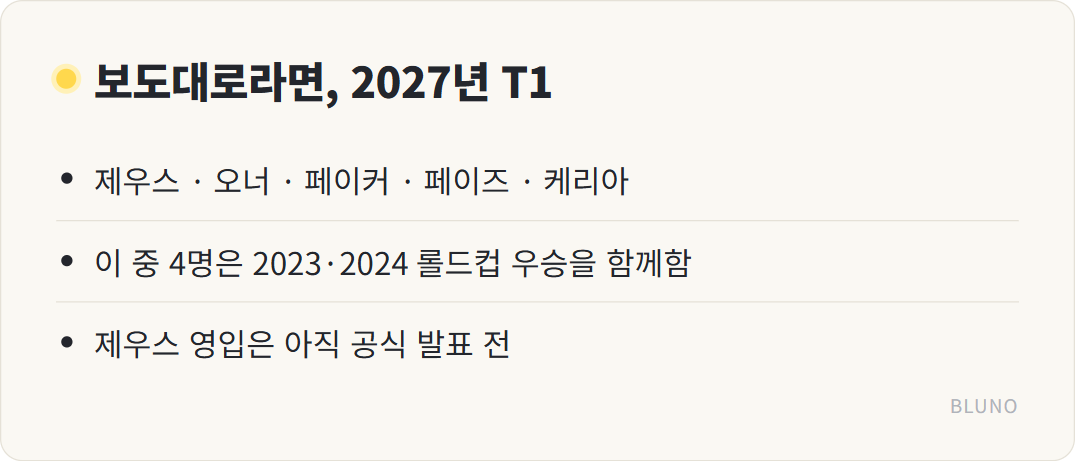 보도대로라면, 2027년 T1
제우스 · 오너 · 페이커 · 페이즈 · 케리아
이 중 4명은 2023·2024 롤드컵 우승을 함께함
제우스 영입은 아직 공식 발표 전
BLUNO